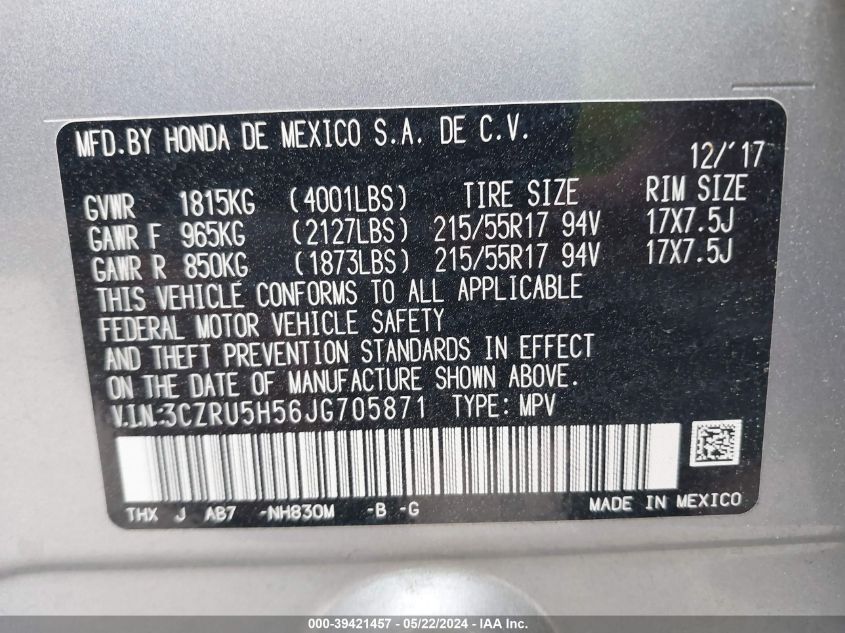 MFD.BY HONDA DE MEXICO S.A. DE C.V.
12/'17
GVWR 1815KG (4001LBS) TIRE SIZE RIM SIZE
GAWR F 965KG (2127LBS) 215/55R17 94V 17X7.5J
GAWR R 850KG (1873LBS) 215/55R17 94V 17X7.5J
THIS VEHICLE CONFORMS TO ALL APPLICABLE
FEDERAL MOTOR VEHICLE SAFETY
AND THEFT PREVENTION STANDARDS IN EFFECT
ON THE DATE OF MANUFACTURE SHOWN ABOVE.
V.I.N:3CZRU5H56JG705871 TYPE: MPV
THX J AB7 -NH830M -B -G MADE IN MEXICO
000-39421457 - 05/22/2024 - IAA Inc.